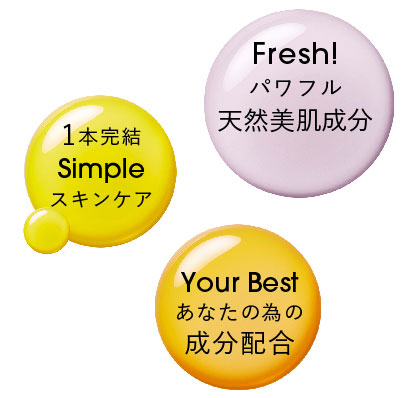 Fresh!
パワフル
天然美肌成分
1本完結
Simple
スキンケア
Your Best
あなたの為の
成分配合